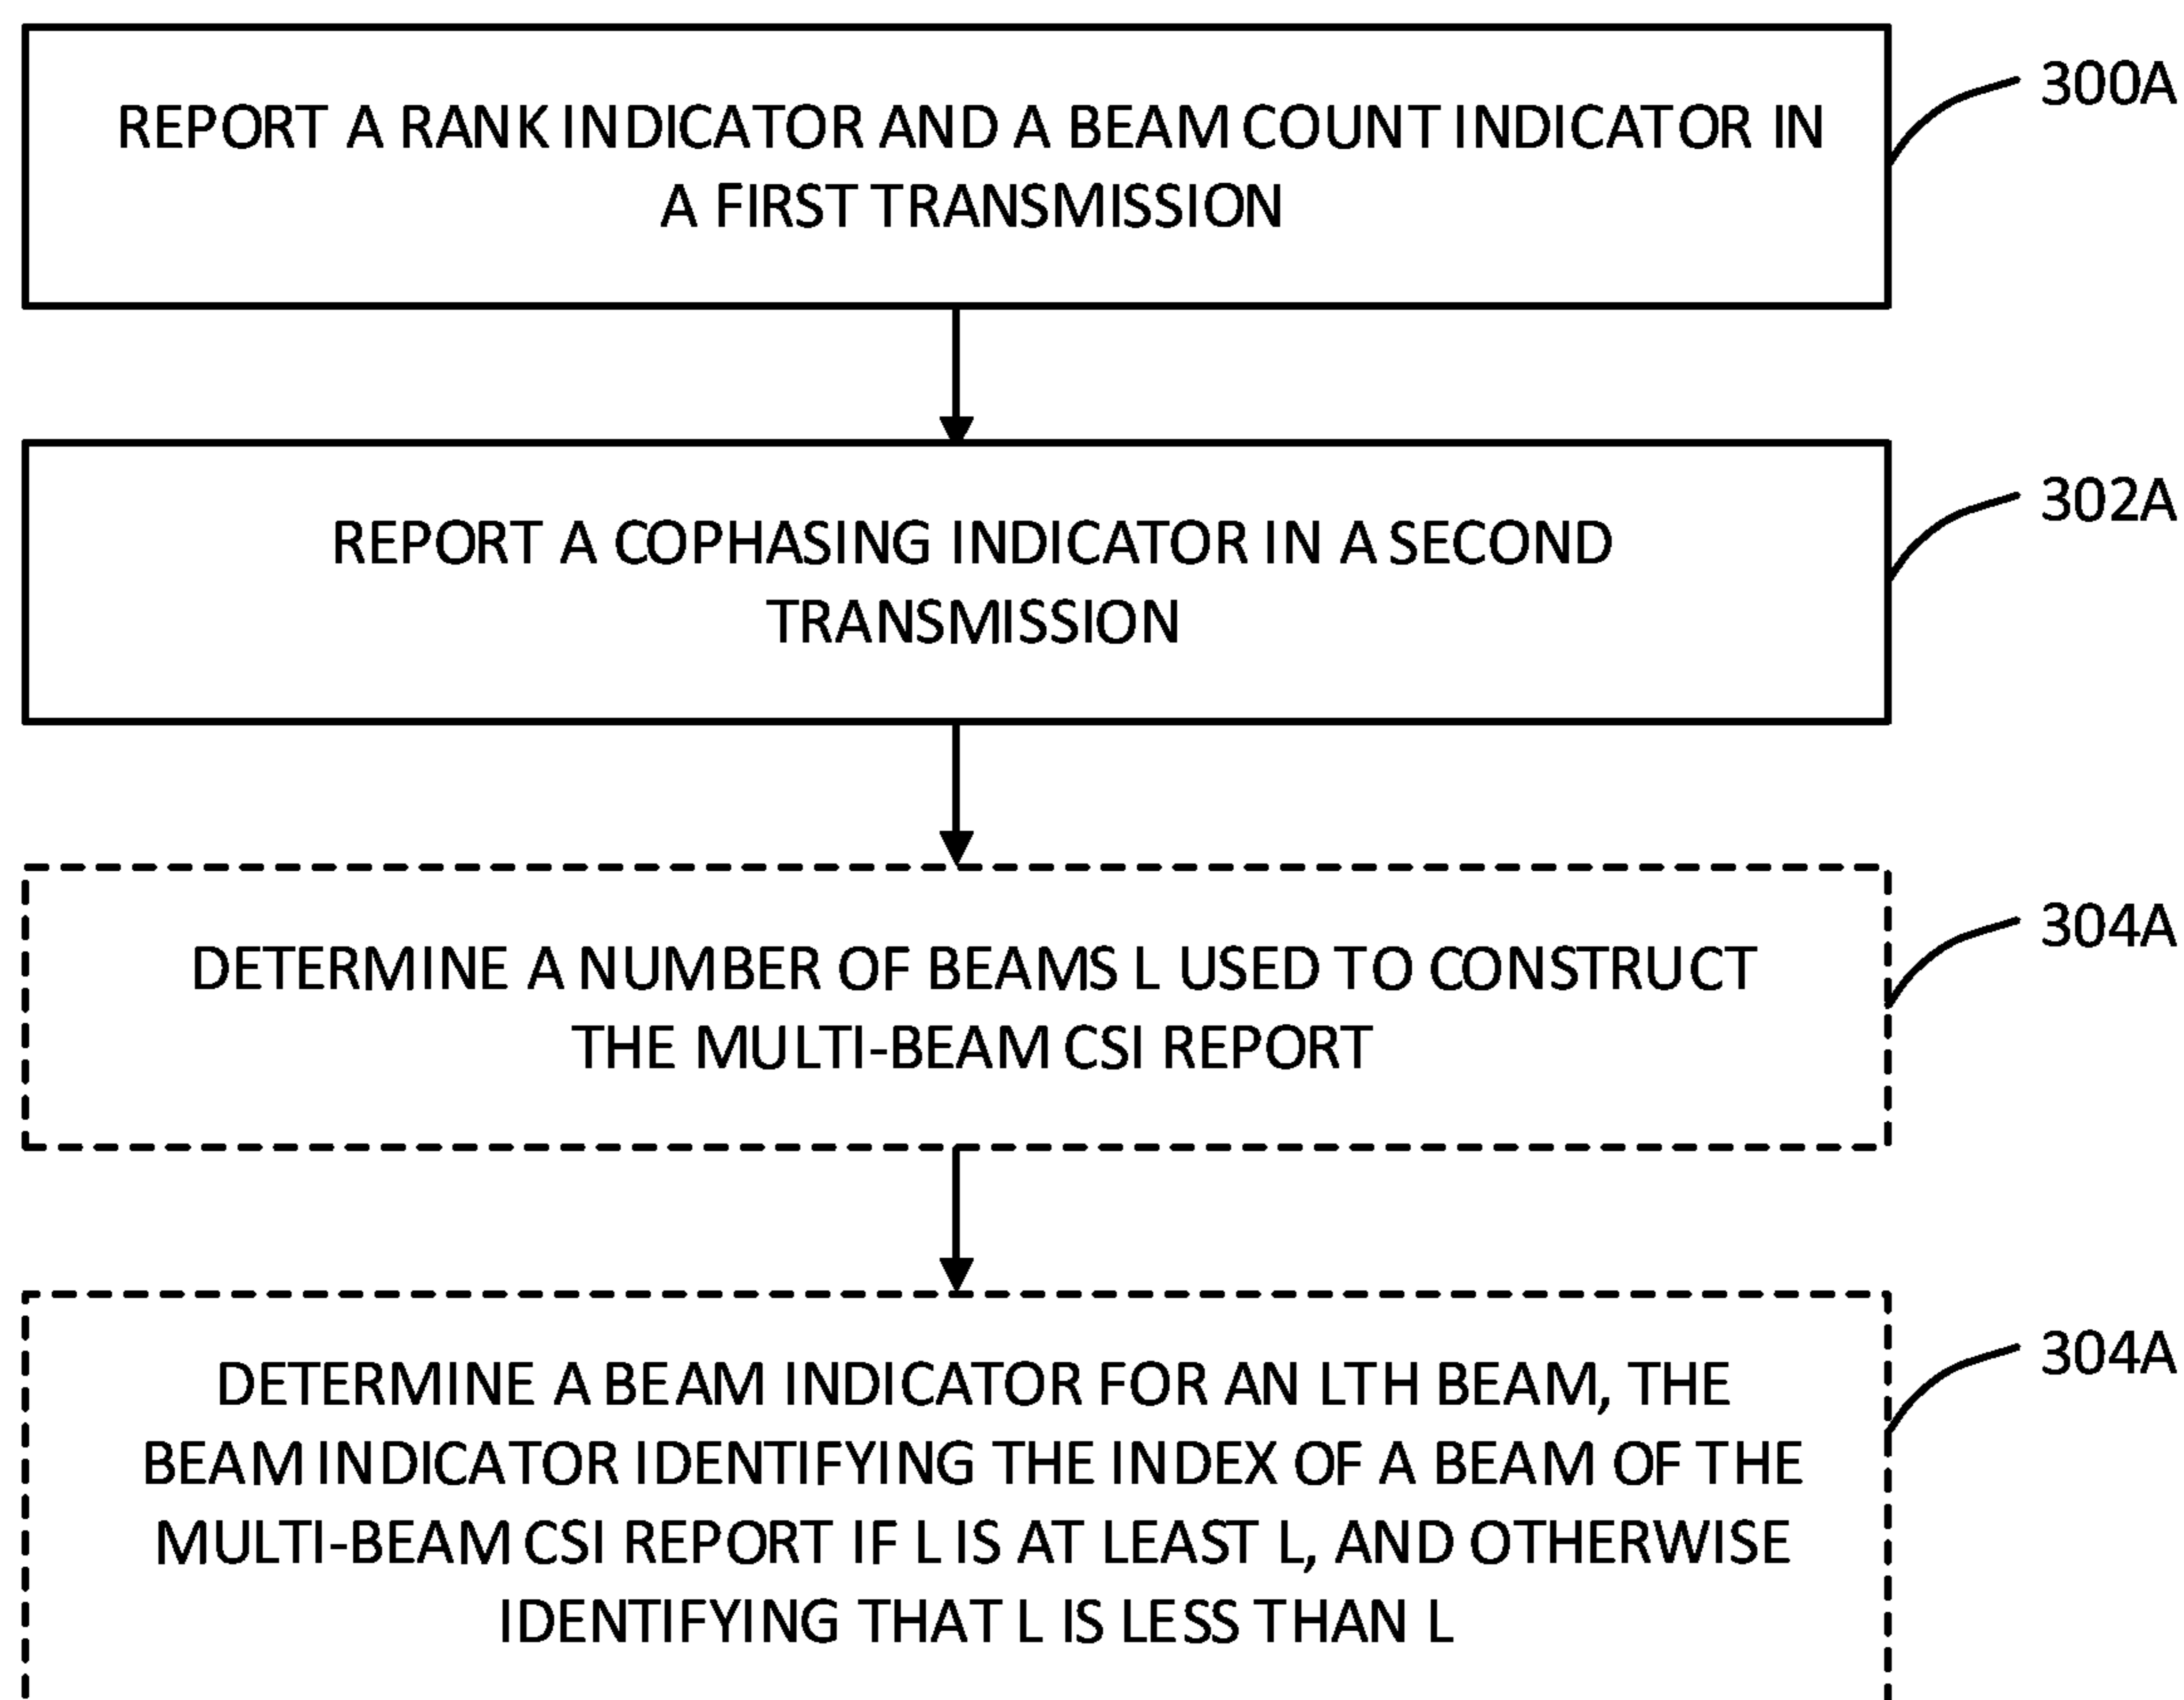 REPORT A RANK INDICATOR AND A BEAM COUNT INDICATOR IN
A FIRST TRANSMISSION
300A
REPORT A COPHASING INDICATOR IN A SECOND
TRANSMISSION
302A
DETERMINE A NUMBER OF BEAMS L USED TO CONSTRUCT
THE MULTI-BEAM CSI REPORT
304A
DETERMINE A BEAM INDICATOR FOR AN LTH BEAM, THE
BEAM INDICATOR IDENTIFYING THE INDEX OF A BEAM OF THE
MULTI-BEAM CSI REPORT IF L IS AT LEAST L, AND OTHERWISE
IDENTIFYING THAT L IS LESS THAN L
304A